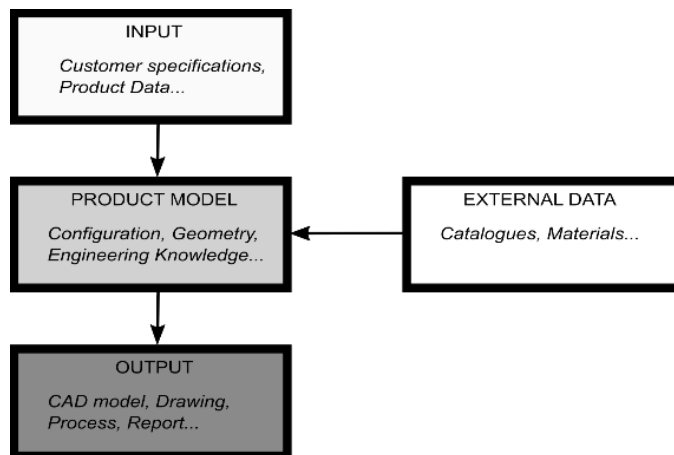 INPUT
Customer specifications,
Product Data...
PRODUCT MODEL
Configuration, Geometry,
Engineering Knowledge...
EXTERNAL DATA
Catalogues, Materials...
OUTPUT
CAD model, Drawing,
Process, Report...